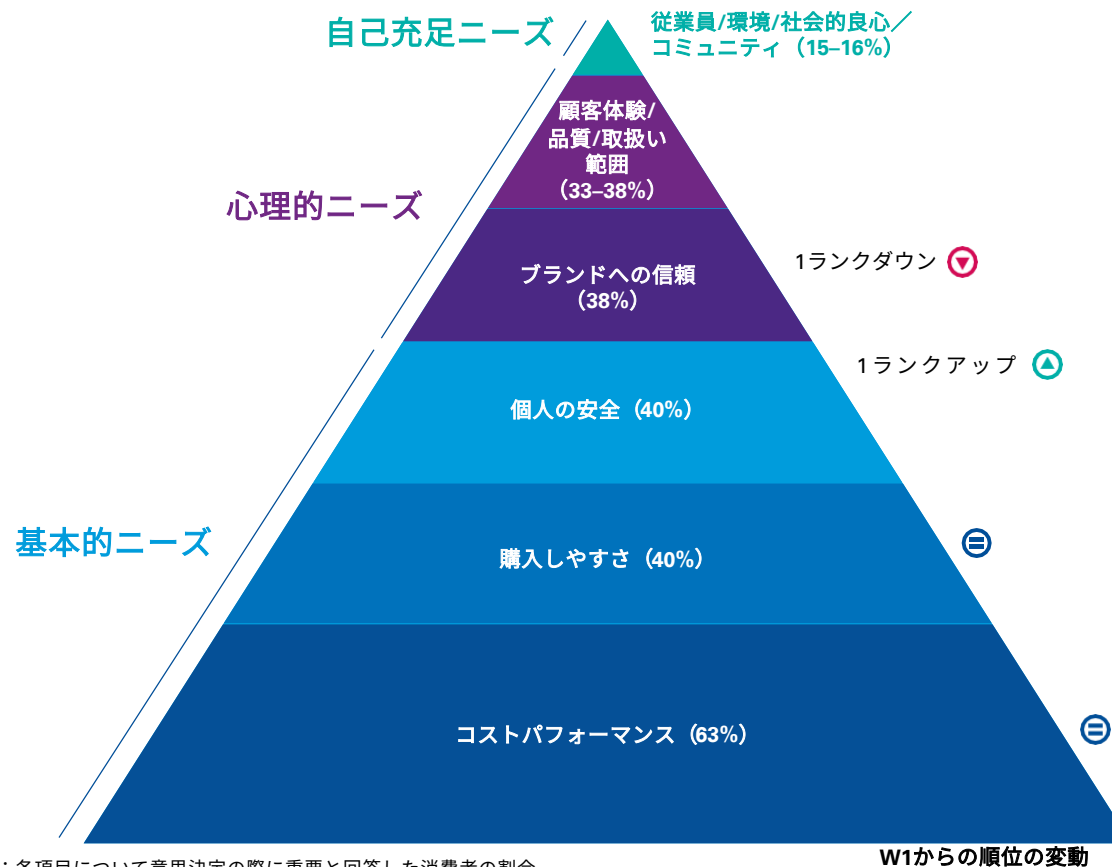 自己充足ニーズ
従業員/環境/社会的良心／
コミュニティ（15–16%）
顧客体験/
品質/取扱い
範囲
（33–38%）
心理的ニーズ
ブランドへの信頼
（38%）
1ランクダウン
1ランクアップ
個人の安全（40%）
基本的ニーズ
購入しやすさ（40%）
コストパフォーマンス（63%）
W1からの順位の変動